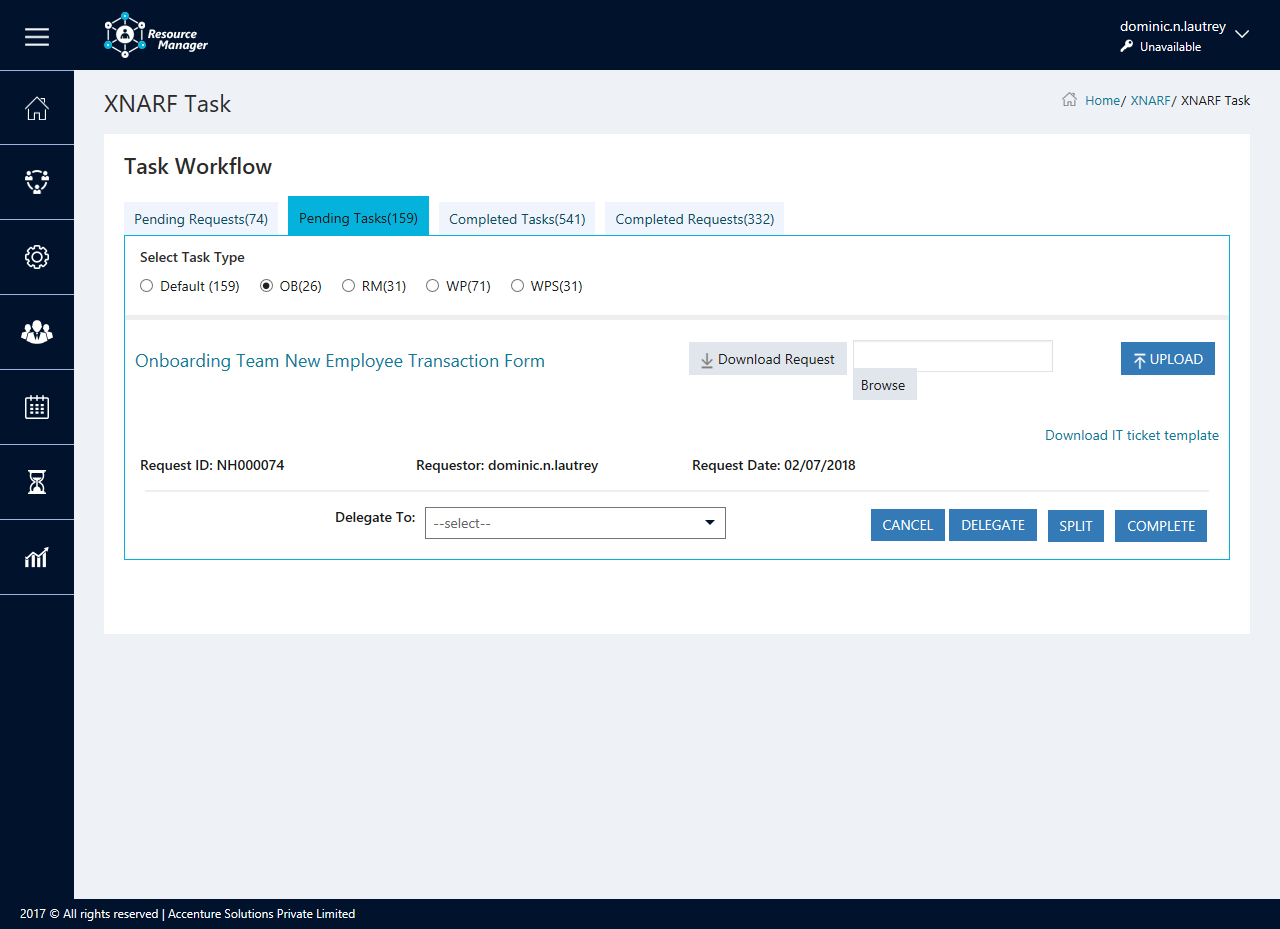 Resource
Manager
dominic.n.lautrey
Unavailable
XNARF Task
Home/ XNARF/ XNARF Task
Task Workflow
Pending Requests(74) Pending Tasks(159) Completed Tasks(541) Completed Requests(332)
Select Task Type
Default (159) OB(26) RM(31) WP(71) WPS(31)
Onboarding Team New Employee Transaction Form Download Request UPLOAD
Browse
Download IT ticket template
Request ID: NH000074 Requestor: dominic.n.lautrey Request Date: 02/07/2018
Delegate To: --select-- CANCEL DELEGATE SPLIT COMPLETE
2017 © All rights reserved | Accenture Solutions Private Limited